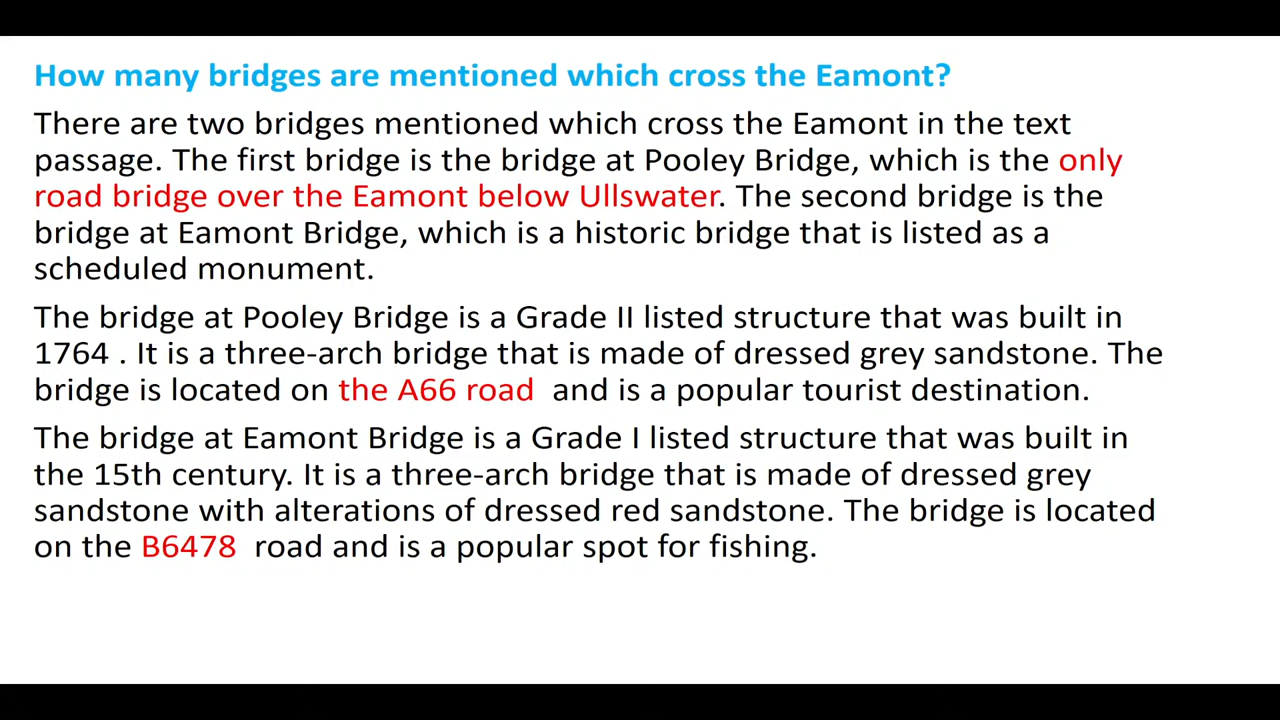 How many bridges are mentioned which cross the Eamont?
There are two bridges mentioned which cross the Eamont in the text
passage. The first bridge is the bridge at Pooley Bridge, which is the only
road bridge over the Eamont below Ullswater. The second bridge is the
bridge at Eamont Bridge, which is a historic bridge that is listed as a
scheduled monument.
The bridge at Pooley Bridge is a Grade II listed structure that was built in
1764 . It is a three-arch bridge that is made of dressed grey sandstone. The
bridge is located on the A66 road and is a popular tourist destination.
The bridge at Eamont Bridge is a Grade I listed structure that was built in
the 15th century. It is a three-arch bridge that is made of dressed grey
sandstone with alterations of dressed red sandstone. The bridge is located
on the B6478 road and is a popular spot for fishing.